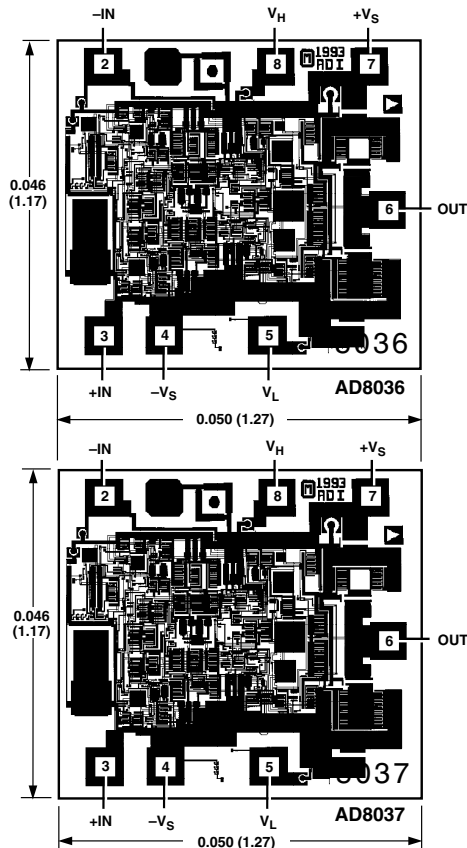 −IN VH +VS
2 8 7
1993
ADI
0.046
(1.17)
6 OUT
3 4 5
8036
+IN −VS VL
AD8036
0.050 (1.27)
−IN VH +VS
2 8 7
1993
ADI
0.046
(1.17)
6 OUT
3 4 5
8037
+IN −VS VL
AD8037
0.050 (1.27)